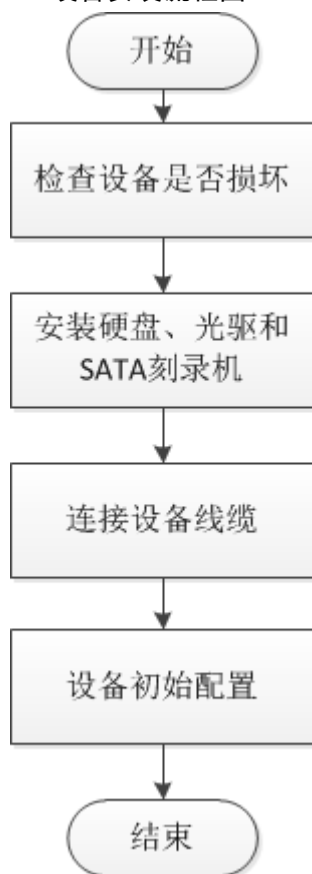 开始
检查设备是否损坏
安装硬盘、光驱和
SATA刻录机
连接设备线缆
设备初始配置
结束